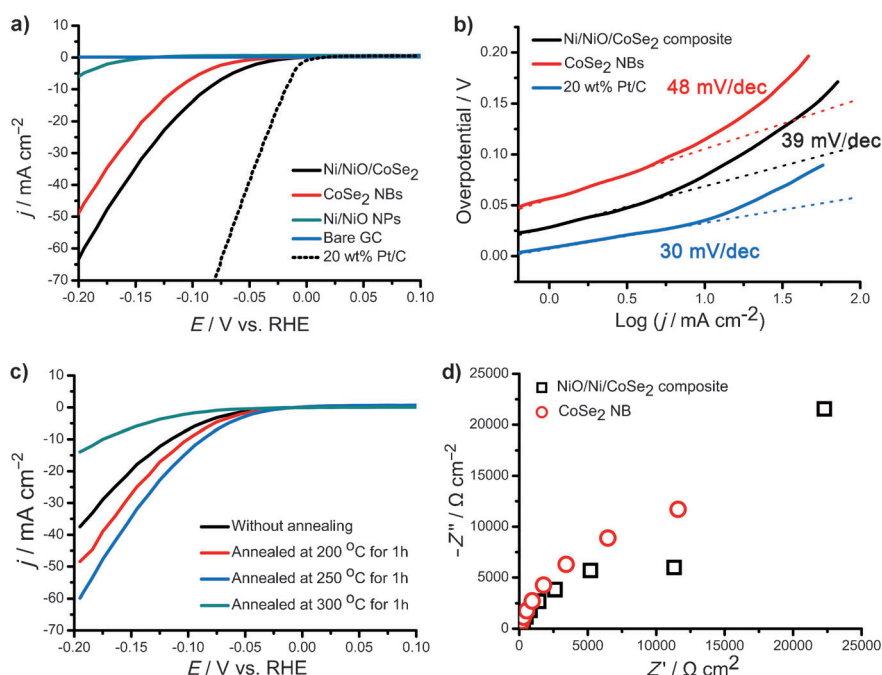 a)
10
0
-10
-20
-30
-40
-50
-60
-70
j / mA cm⁻²
Ni/NiO/CoSe₂
CoSe₂ NBs
Ni/NiO NPs
Bare GC
20 wt% Pt/C
-0.20 -0.15 -0.10 -0.05 0.00 0.05 0.10
E / V vs. RHE
b)
0.20
0.15
0.10
0.05
0.00
Overpotential / V
Ni/NiO/CoSe₂ composite
CoSe₂ NBs
20 wt% Pt/C
48 mV/dec
39 mV/dec
30 mV/dec
0.0 0.5 1.0 1.5 2.0
Log (j / mA cm⁻²)
c)
10
0
-10
-20
-30
-40
-50
-60
-70
j / mA cm⁻²
Without annealing
Annealed at 200 ᴼC for 1h
Annealed at 250 ᴼC for 1h
Annealed at 300 ᴼC for 1h
-0.20 -0.15 -0.10 -0.05 0.00 0.05 0.10
E / V vs. RHE
d)
25000
20000
15000
10000
5000
0
-Z'' / Ω cm⁻²
NiO/Ni/CoSe₂ composite
CoSe₂ NB
0 5000 10000 15000 20000 25000
Z' / Ω cm²